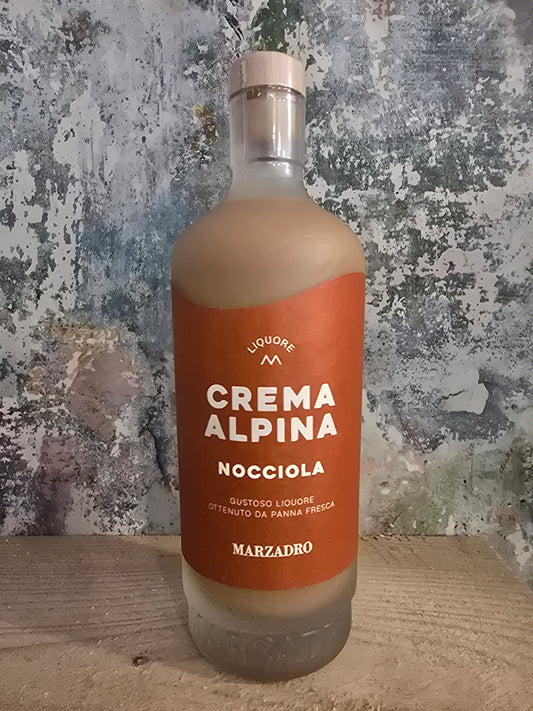 LIQUORE
CREMA
ALPINA
NOCCIOLA
GUSTOSO LIQUORE
OTTENUTO DA PANNA FRESCA
MARZADRO